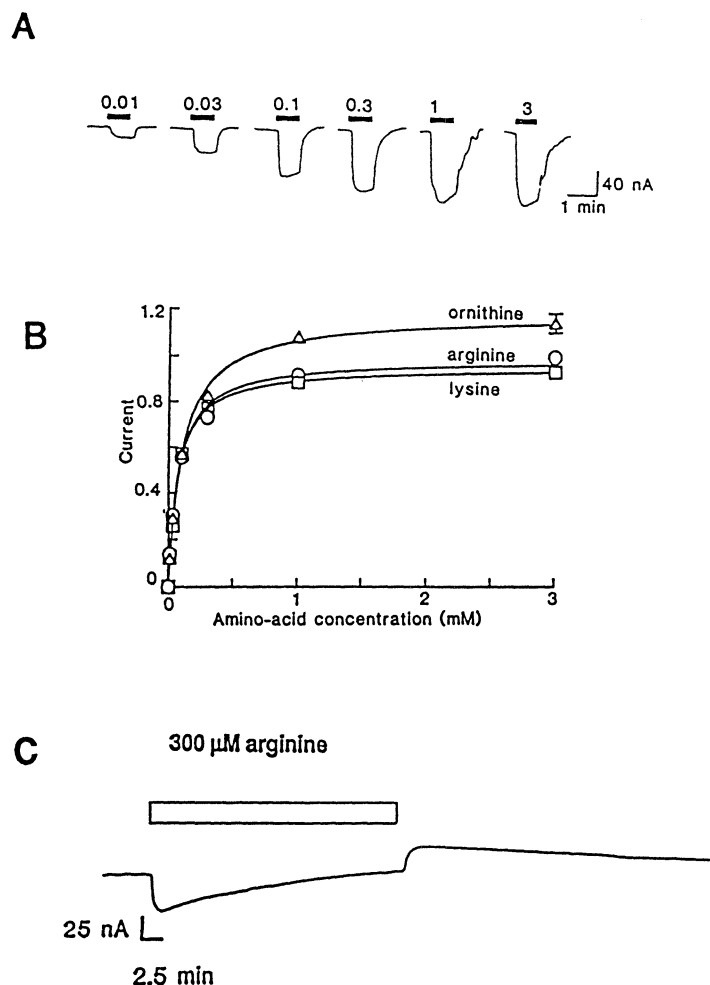 A
0.01 0.03 0.1 0.3 1 3
40 nA
1 min
B
1.2
ornithine
arginine
lysine
0.8
Current
0.4
0
0 1 2 3
Amino-acid concentration (mM)
C
300 µM arginine
25 nA
2.5 min